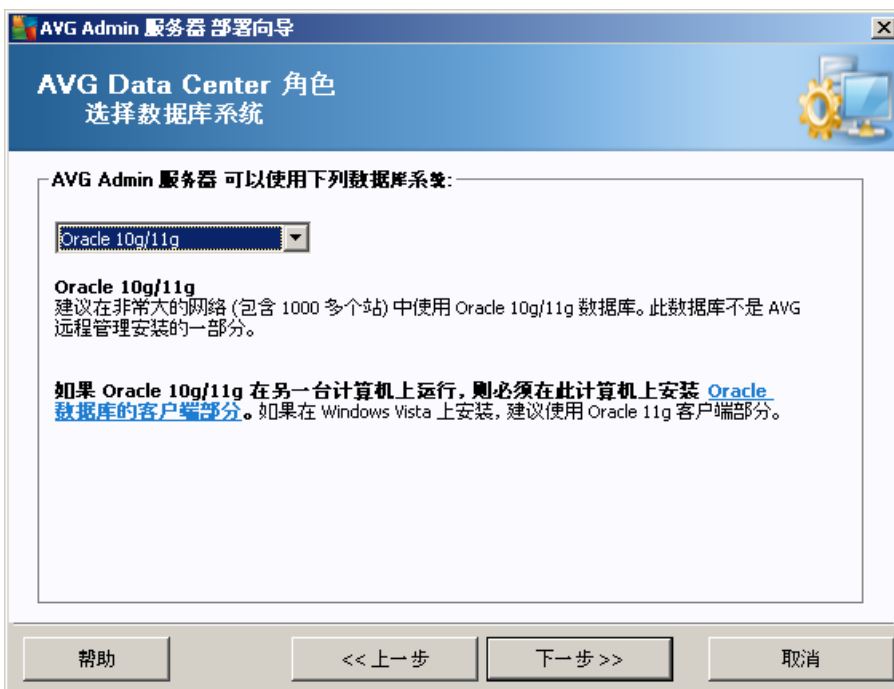 AVG Admin 服务器 部署向导
AVG Data Center 角色
选择数据库系统
AVG Admin 服务器 可以使用下列数据库系统:
Oracle 10g/11g
Oracle 10g/11g
建议在非常大的网络 (包含 1000 多个站) 中使用 Oracle 10g/11g 数据库。此数据库不是 AVG
远程管理安装的一部分。
如果 Oracle 10g/11g 在另一台计算机上运行, 则必须在此计算机上安装 Oracle
数据库的客户端部分。如果在 Windows Vista 上安装, 建议使用 Oracle 11g 客户端部分。
帮助
<< 上一步
下一步 >>
取消